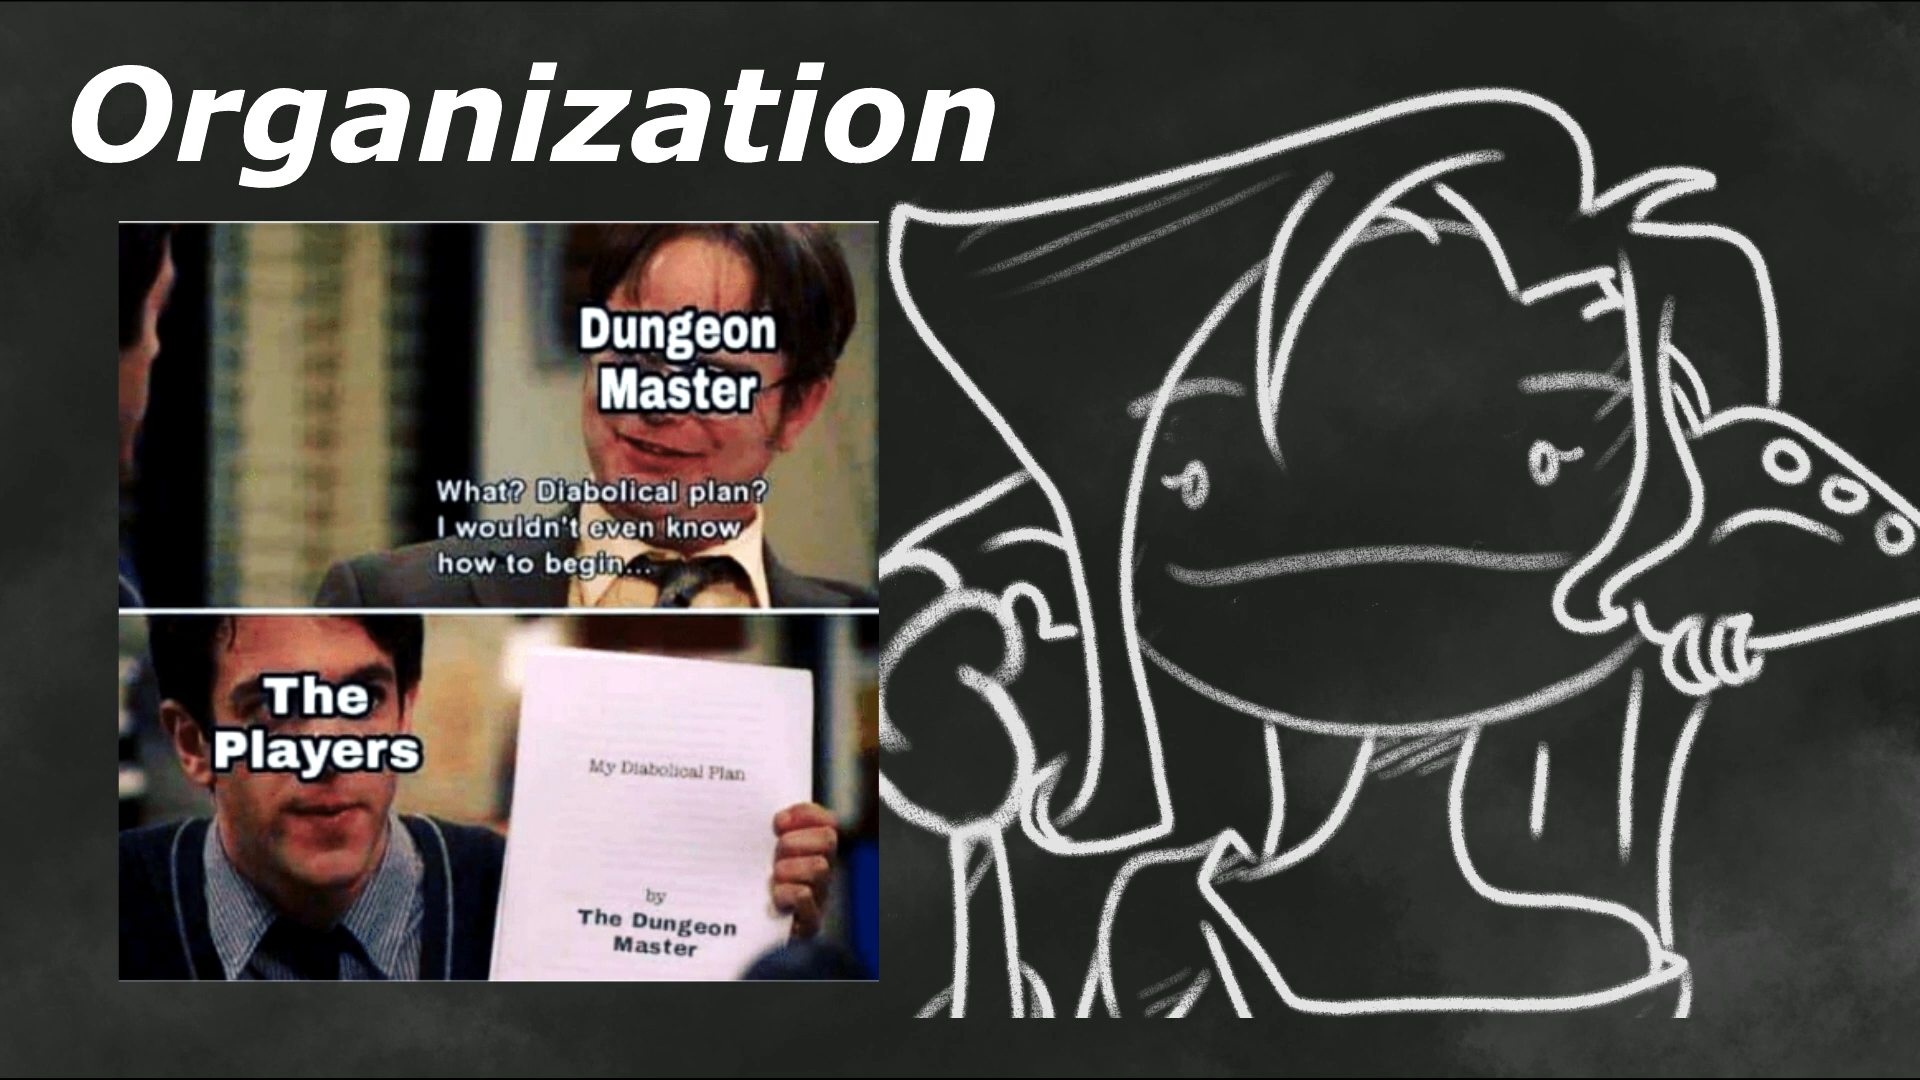 Organization
Dungeon
Master
What? Diabolical plan?
I wouldn't even know
how to begin...
The
Players
My Diabolical Plan
by
The Dungeon
Master